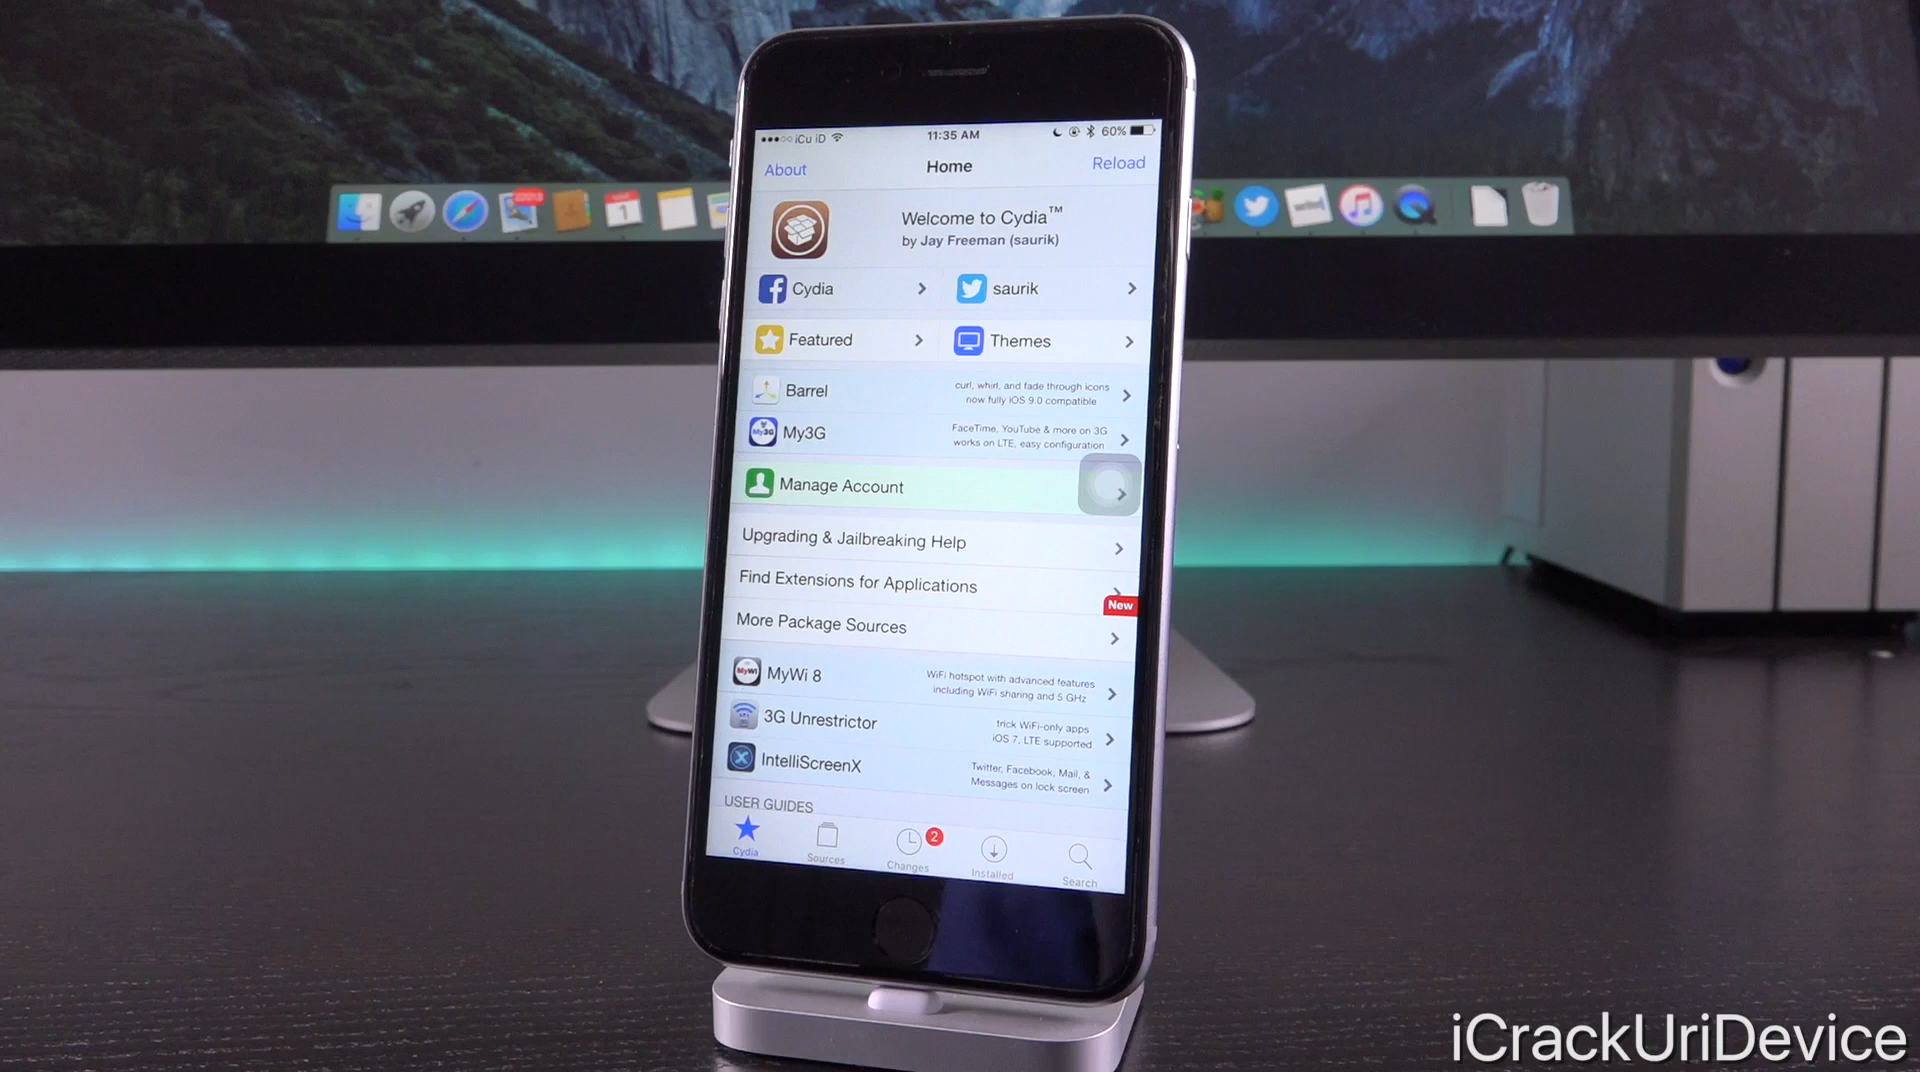 iCu iD
11:35 AM
60%
About
Home
Reload
Welcome to Cydia™
by Jay Freeman (saurik)
Cydia
saurik
Featured
Themes
Barrel
curl, whirl, and fade through icons
now fully iOS 9.0 compatible
My3G
My3G
FaceTime, YouTube & more on 3G
works on LTE, easy configuration
Manage Account
Upgrading & Jailbreaking Help
Find Extensions for Applications
New
More Package Sources
MyWi
MyWi 8
WiFi hotspot with advanced features
including WiFi sharing and 5 GHz
3G Unrestrictor
trick WiFi-only apps
iOS 7, LTE supported
IntelliScreenX
Twitter, Facebook, Mail, &
Messages on lock screen
USER GUIDES
Cydia
Sources
Changes
2
Installed
Search
1
iCrackUriDevice